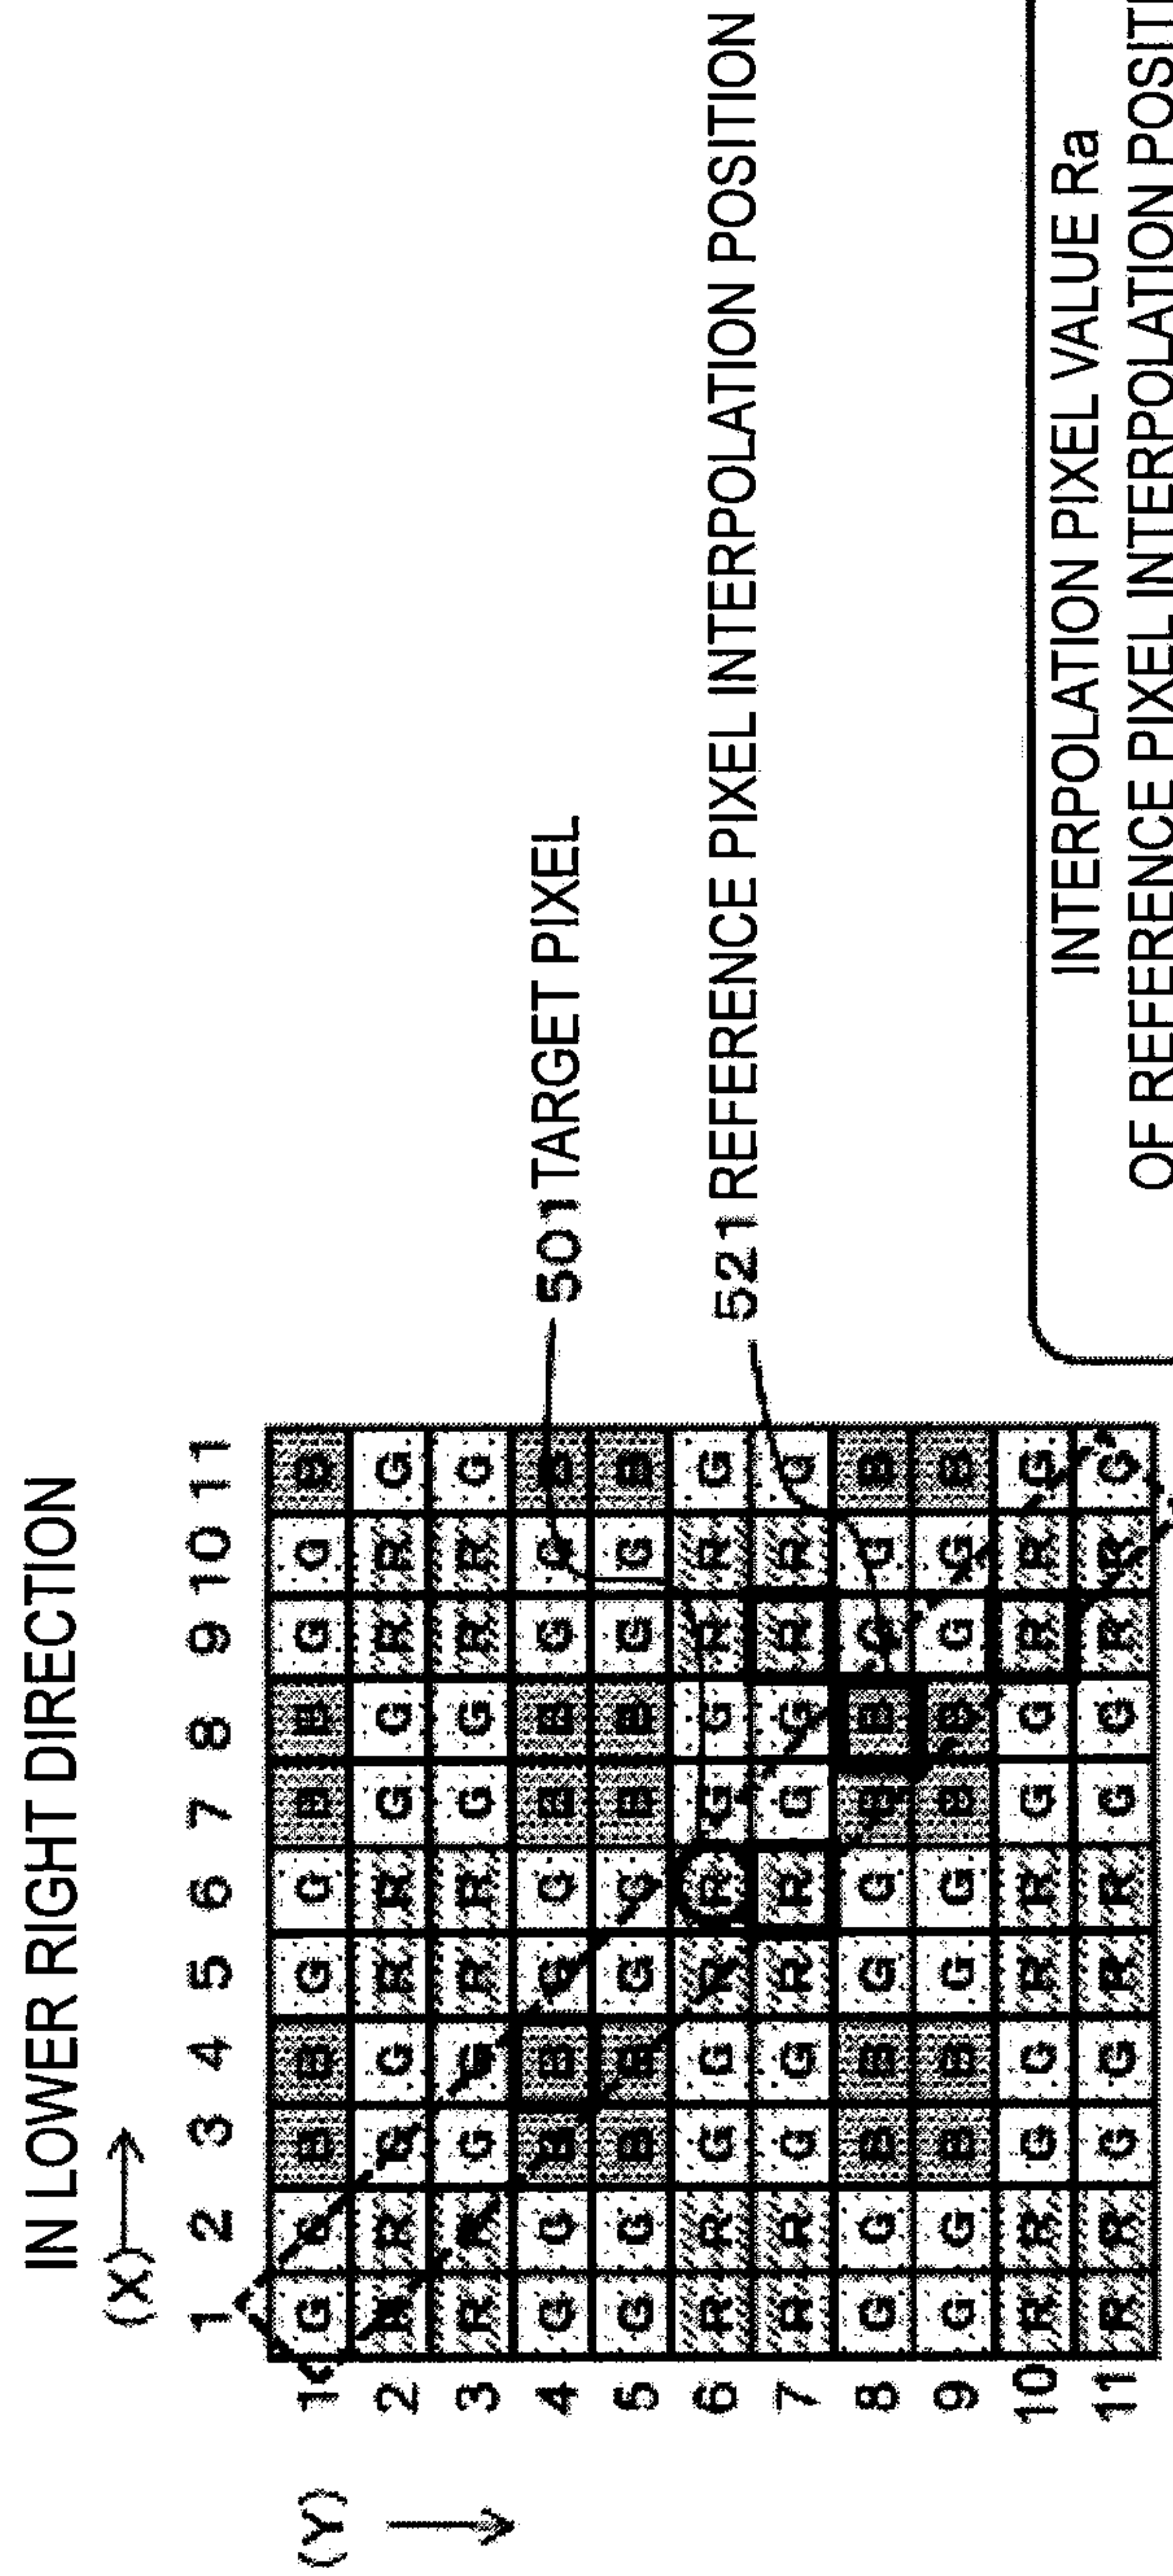 IN LOWER RIGHT DIRECTION
(X)
1 2 3 4 5 6 7 8 9 10 11
(Y)
1 G G B B G G B B G G B
2 R R G G R R G G R R G
3 R R G G R R G G R R G
4 G G B B G G B B G G B
5 G G B B G G B B G G B
6 R R G G R R G G R R G
7 R R G G R R G G R R G
8 G G B B G G B B G G B
9 G G B B G G B B G G B
10 R R G G R R G G R R G
11 R R G G R R G G R R G
501 TARGET PIXEL
521 REFERENCE PIXEL INTERPOLATION POSITION
INTERPOLATION PIXEL VALUE Ra
OF REFERENCE PIXEL INTERPOLATION POSITI